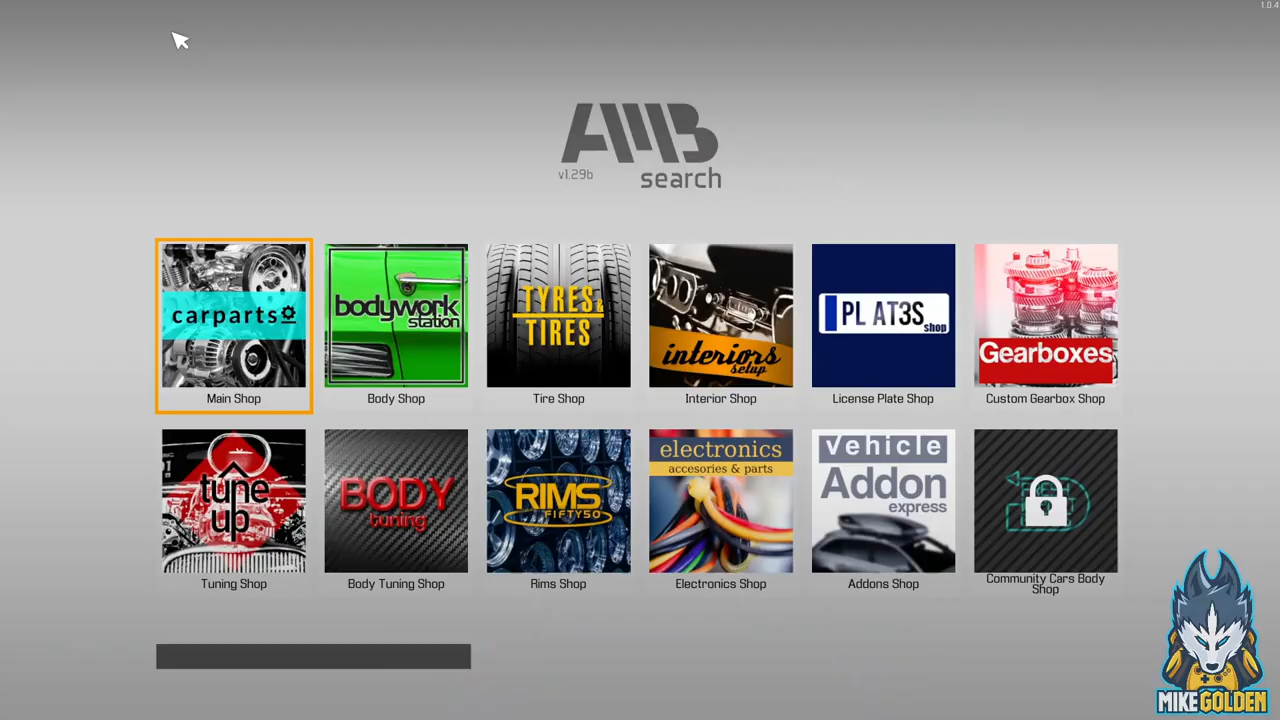 1.0.4
AMB
v1.29b
search
carparts
bodywork
station
TYRES &
TIRES
interiors
setup
PL AT3S
shop
Gearboxes
Main Shop
Body Shop
Tire Shop
Interior Shop
License Plate Shop
Custom Gearbox Shop
tune
up
BODY
tuning
RIMS
FIFTY50
electronics
accesories & parts
vehicle
Addon
express
Tuning Shop
Body Tuning Shop
Rims Shop
Electronics Shop
Addons Shop
Community Cars Body
Shop
MIKEGOLDEN